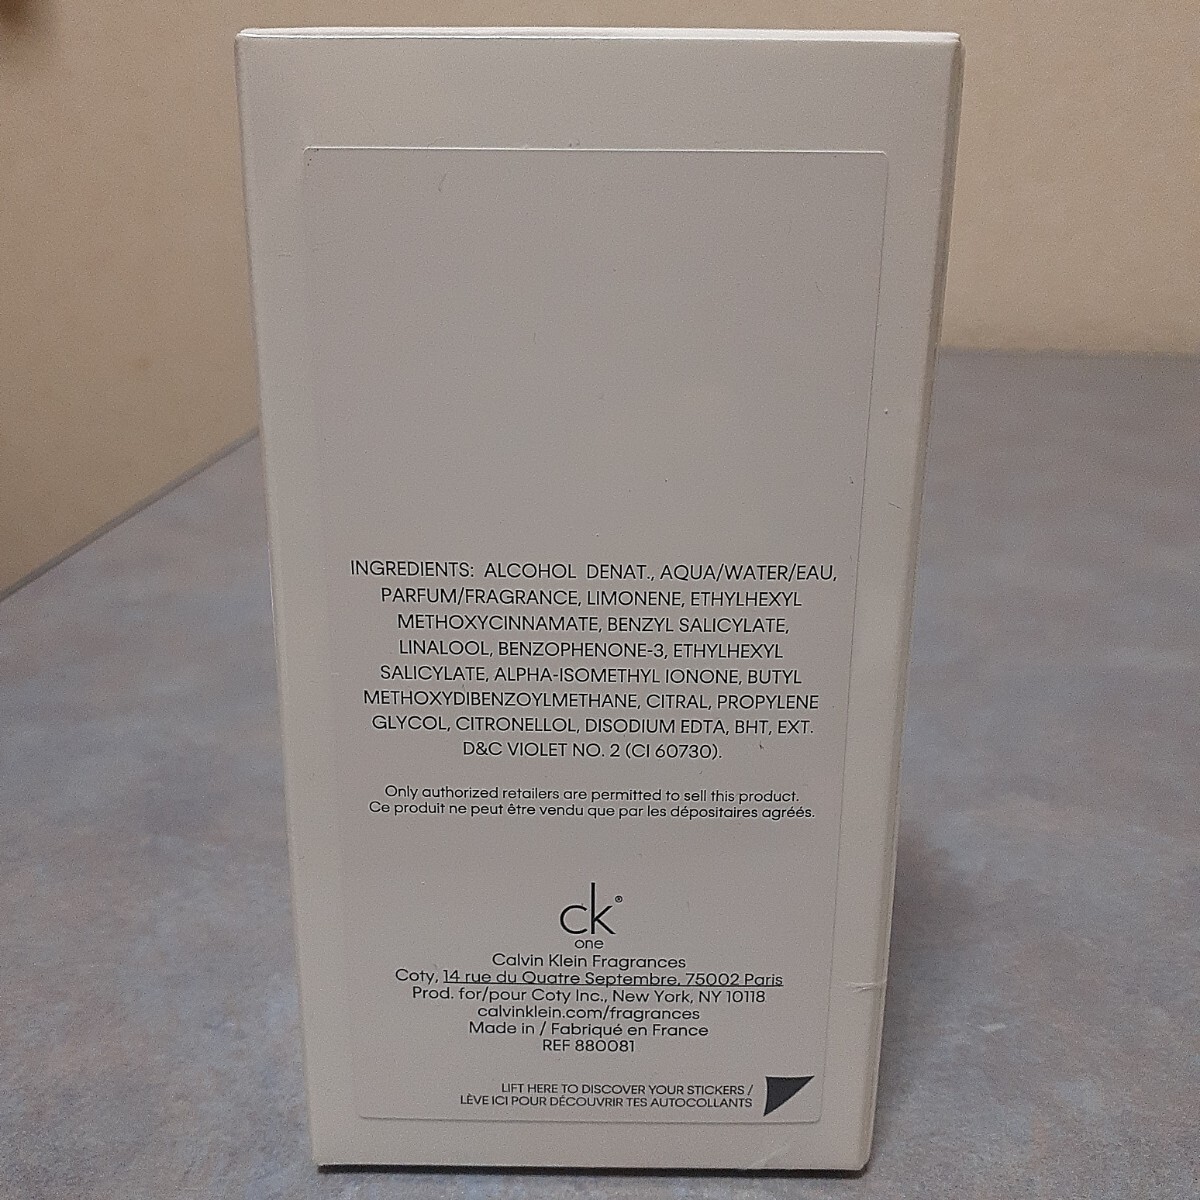 INGREDIENTS: ALCOHOL DENAT., AQUA/WATER/EAU,
PARFUM/FRAGRANCE, LIMONENE, ETHYLHEXYL
METHOXYCINNAMATE, BENZYL SALICYLATE,
LINALOOL, BENZOPHENONE-3, ETHYLHEXYL
SALICYLATE, ALPHA-ISOMETHYL IONONE, BUTYL
METHOXYDIBENZOYLMETHANE, CITRAL, PROPYLENE
GLYCOL, CITRONELLOL, DISODIUM EDTA, BHT, EXT.
D&C VIOLET NO. 2 (CI 60730).
Only authorized retailers are permitted to sell this product.
Ce produit ne peut être vendu que par les dépositaires agréés.
ck®
one
Calvin Klein Fragrances
Coty, 14 rue du Quatre Septembre, 75002 Paris
Prod. for/pour Coty Inc., New York, NY 10118
calvinklein.com/fragrances
Made in / Fabriqué en France
REF 880081
LIFT HERE TO DISCOVER YOUR STICKERS /
LÈVE ICI POUR DÉCOUVRIR TES AUTOCOLLANTS